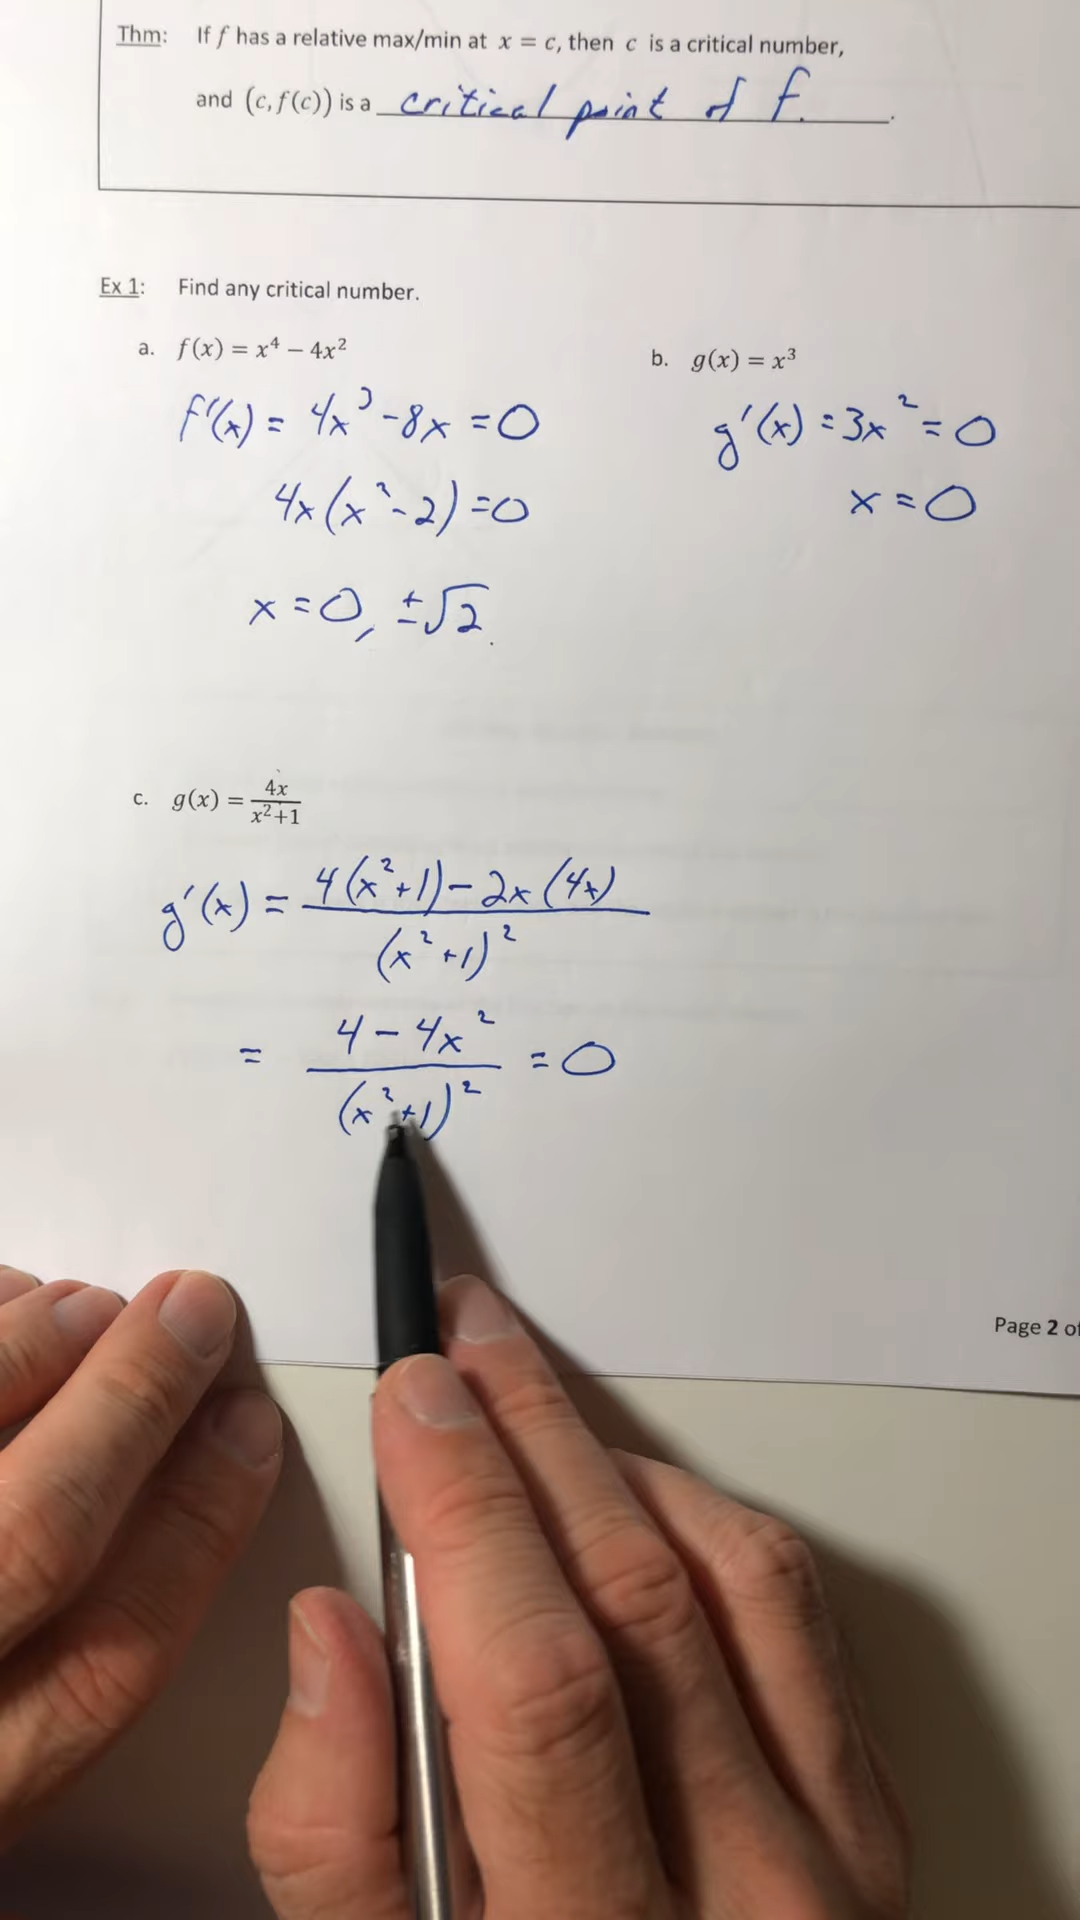 Thm: If f has a relative max/min at x = c, then c is a critical number,
and (c, f(c)) is a critical point of f.
Ex 1: Find any critical number.
a. f(x) = x⁴ − 4x²
b. g(x) = x³
f'(x) = 4x³ - 8x = 0
g'(x) = 3x² = 0
4x(x² - 2) = 0
x = 0
x = 0, ±√2.
c. g(x) = 4x/(x²+1)
g'(x) = (4(x²+1) - 2x(4x))/(x²+1)²
= (4 - 4x²)/(x²+1)² = 0
Page 2 of